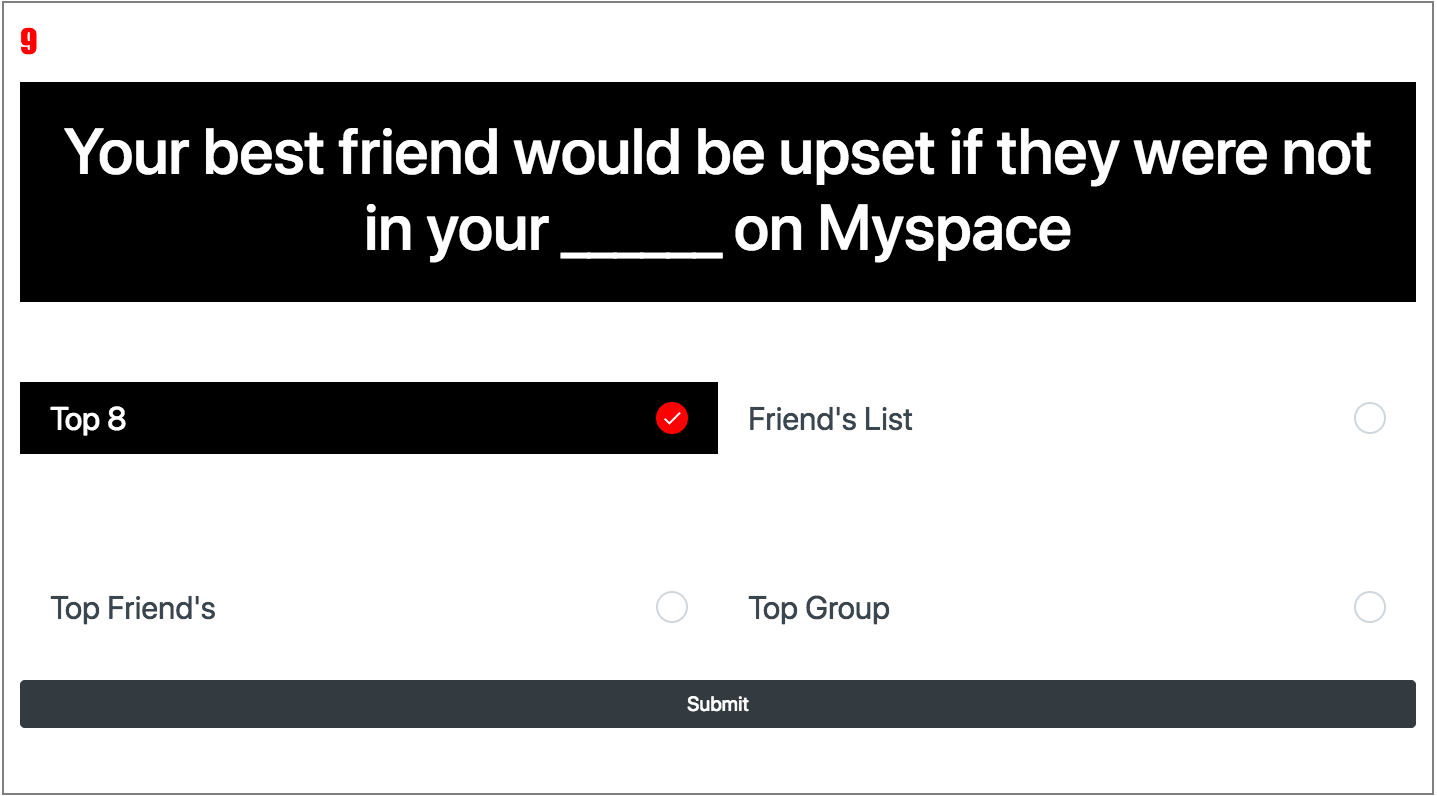 9
Your best friend would be upset if they were not
in your ______ on Myspace
Top 8
Friend's List
Top Friend's
Top Group
Submit